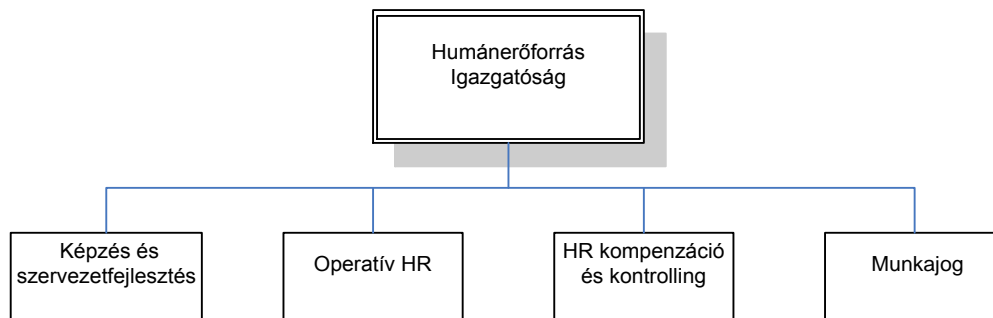 Humánerőforrás
Igazgatóság
Képzés és
szervezetfejlesztés
Operatív HR
HR kompenzáció
és kontrolling
Munkajog